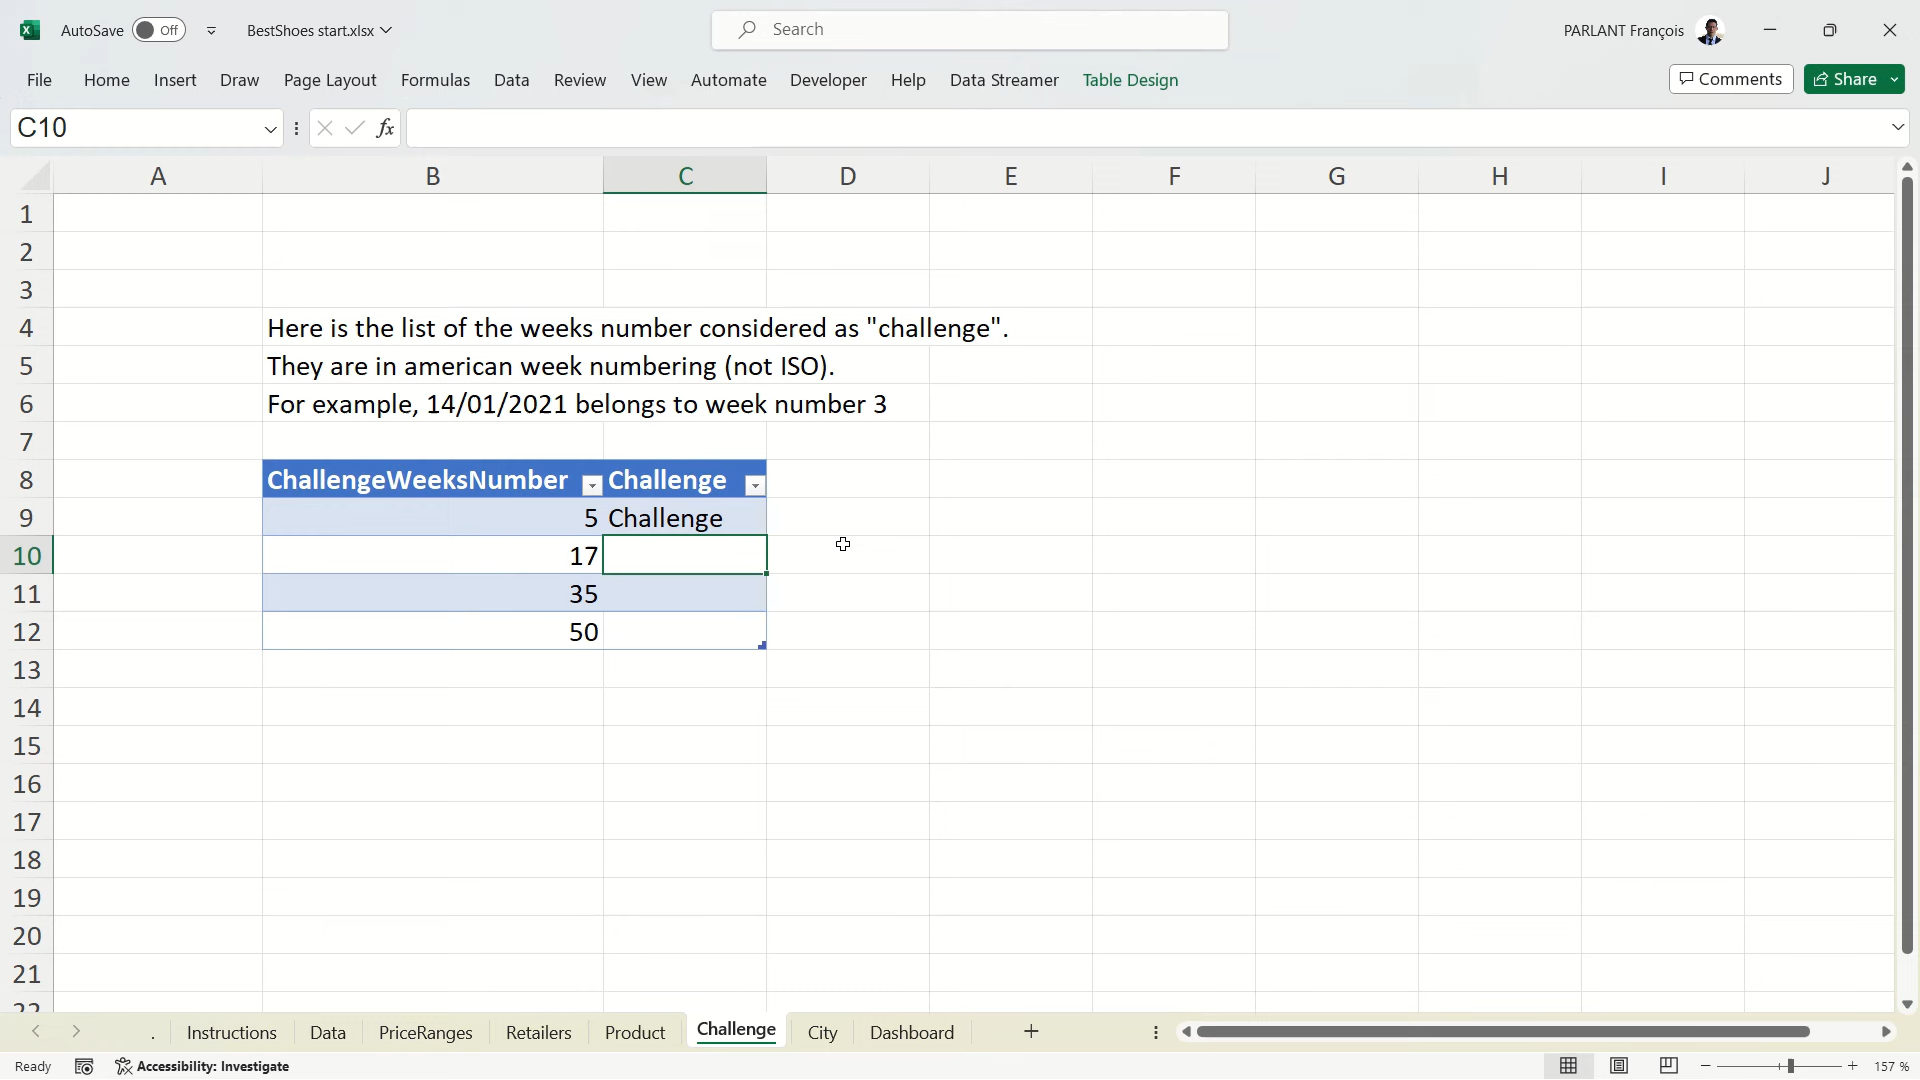 AutoSave Off BestShoes start.xlsx Search PARLANT François
File Home Insert Draw Page Layout Formulas Data Review View Automate Developer Help Data Streamer Table Design Comments Share
C10 fx
A B C D E F G H I J
1
2
3
4 Here is the list of the weeks number considered as "challenge".
5 They are in american week numbering (not ISO).
6 For example, 14/01/2021 belongs to week number 3
7
8 ChallengeWeeksNumber Challenge
9 5 Challenge
10 17
11 35
12 50
13
14
15
16
17
18
19
20
21
22
. Instructions Data PriceRanges Retailers Product Challenge City Dashboard +
Ready Accessibility: Investigate − + 157 %